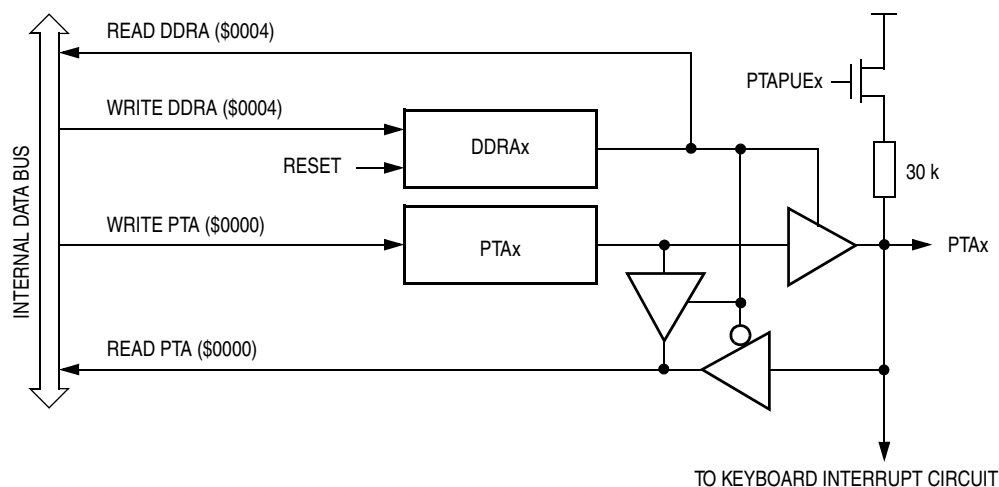 READ DDRA ($0004)
PTAPUEx
WRITE DDRA ($0004)
DDRAx
RESET
30 k
INTERNAL DATA BUS
WRITE PTA ($0000)
PTAx
PTAx
READ PTA ($0000)
TO KEYBOARD INTERRUPT CIRCUIT